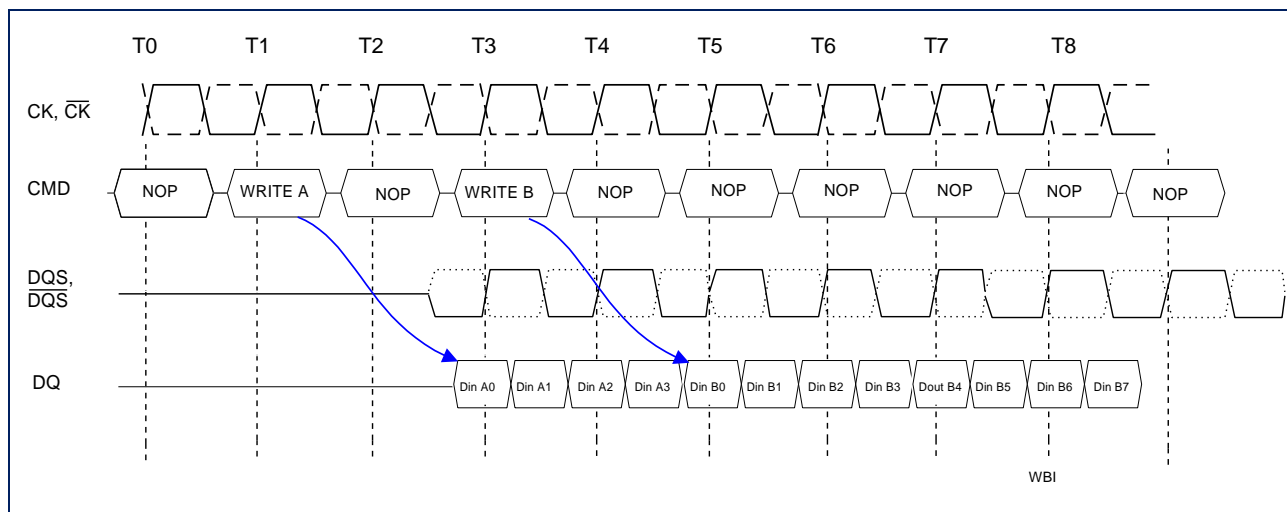 T0 T1 T2 T3 T4 T5 T6 T7 T8
CK, C̅K̅
CMD NOP WRITE A NOP WRITE B NOP NOP NOP NOP NOP NOP
DQS,
D̅Q̅S̅
DQ Din A0 Din A1 Din A2 Din A3 Din B0 Din B1 Din B2 Din B3 Dout B4 Din B5 Din B6 Din B7
WBI